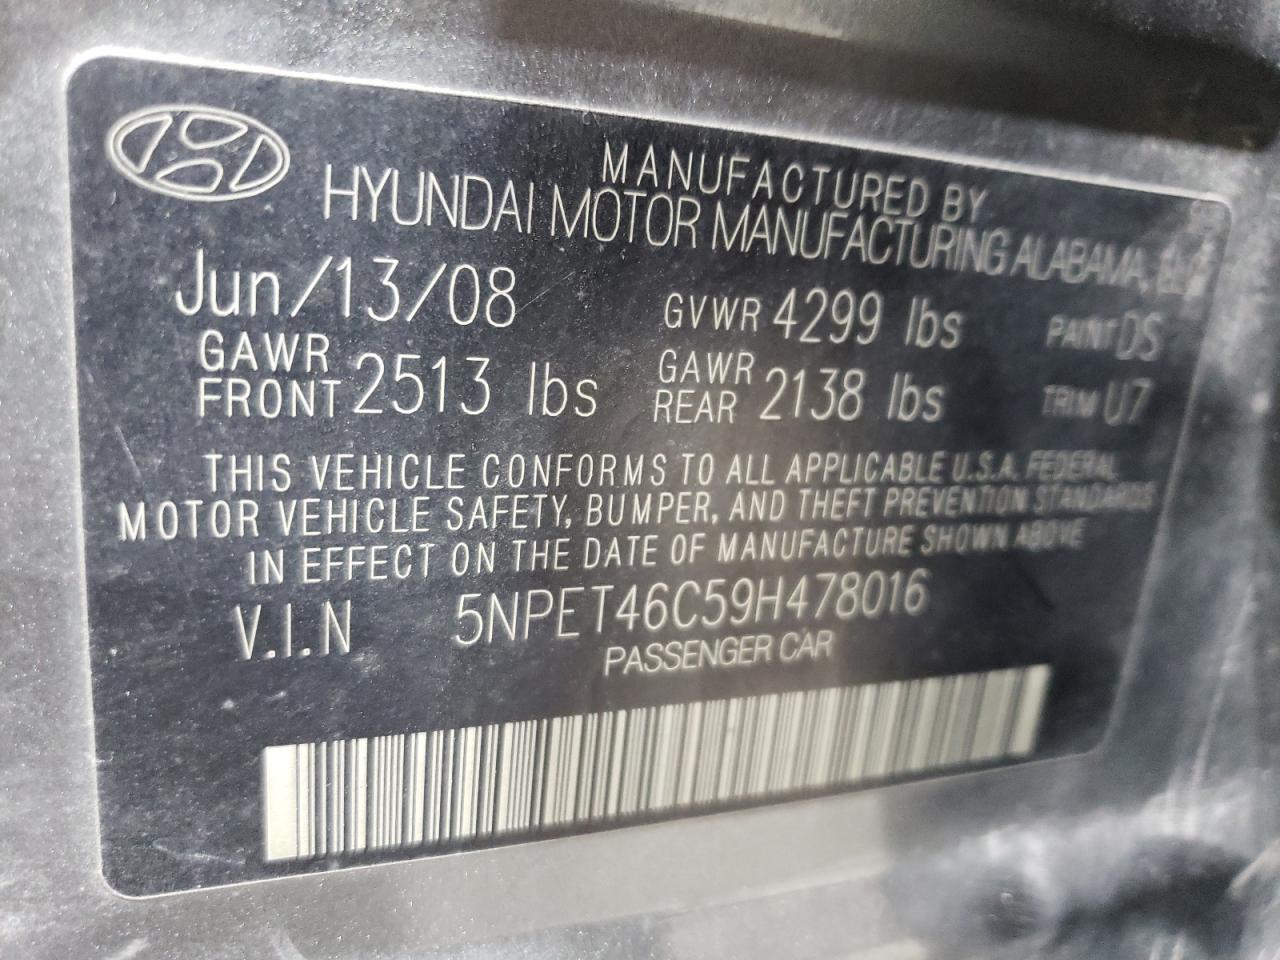 MANUFACTURED BY
HYUNDAI MOTOR MANUFACTURING ALABAMA,
Jun/13/08 GVWR 4299 lbs PAINT DS
GAWR FRONT 2513 lbs GAWR REAR 2138 lbs TRIM U7
THIS VEHICLE CONFORMS TO ALL APPLICABLE U.S.A. FEDERAL
MOTOR VEHICLE SAFETY, BUMPER, AND THEFT PREVENTION STANDARDS
IN EFFECT ON THE DATE OF MANUFACTURE SHOWN ABOVE
V.I.N 5NPET46C59H478016
PASSENGER CAR